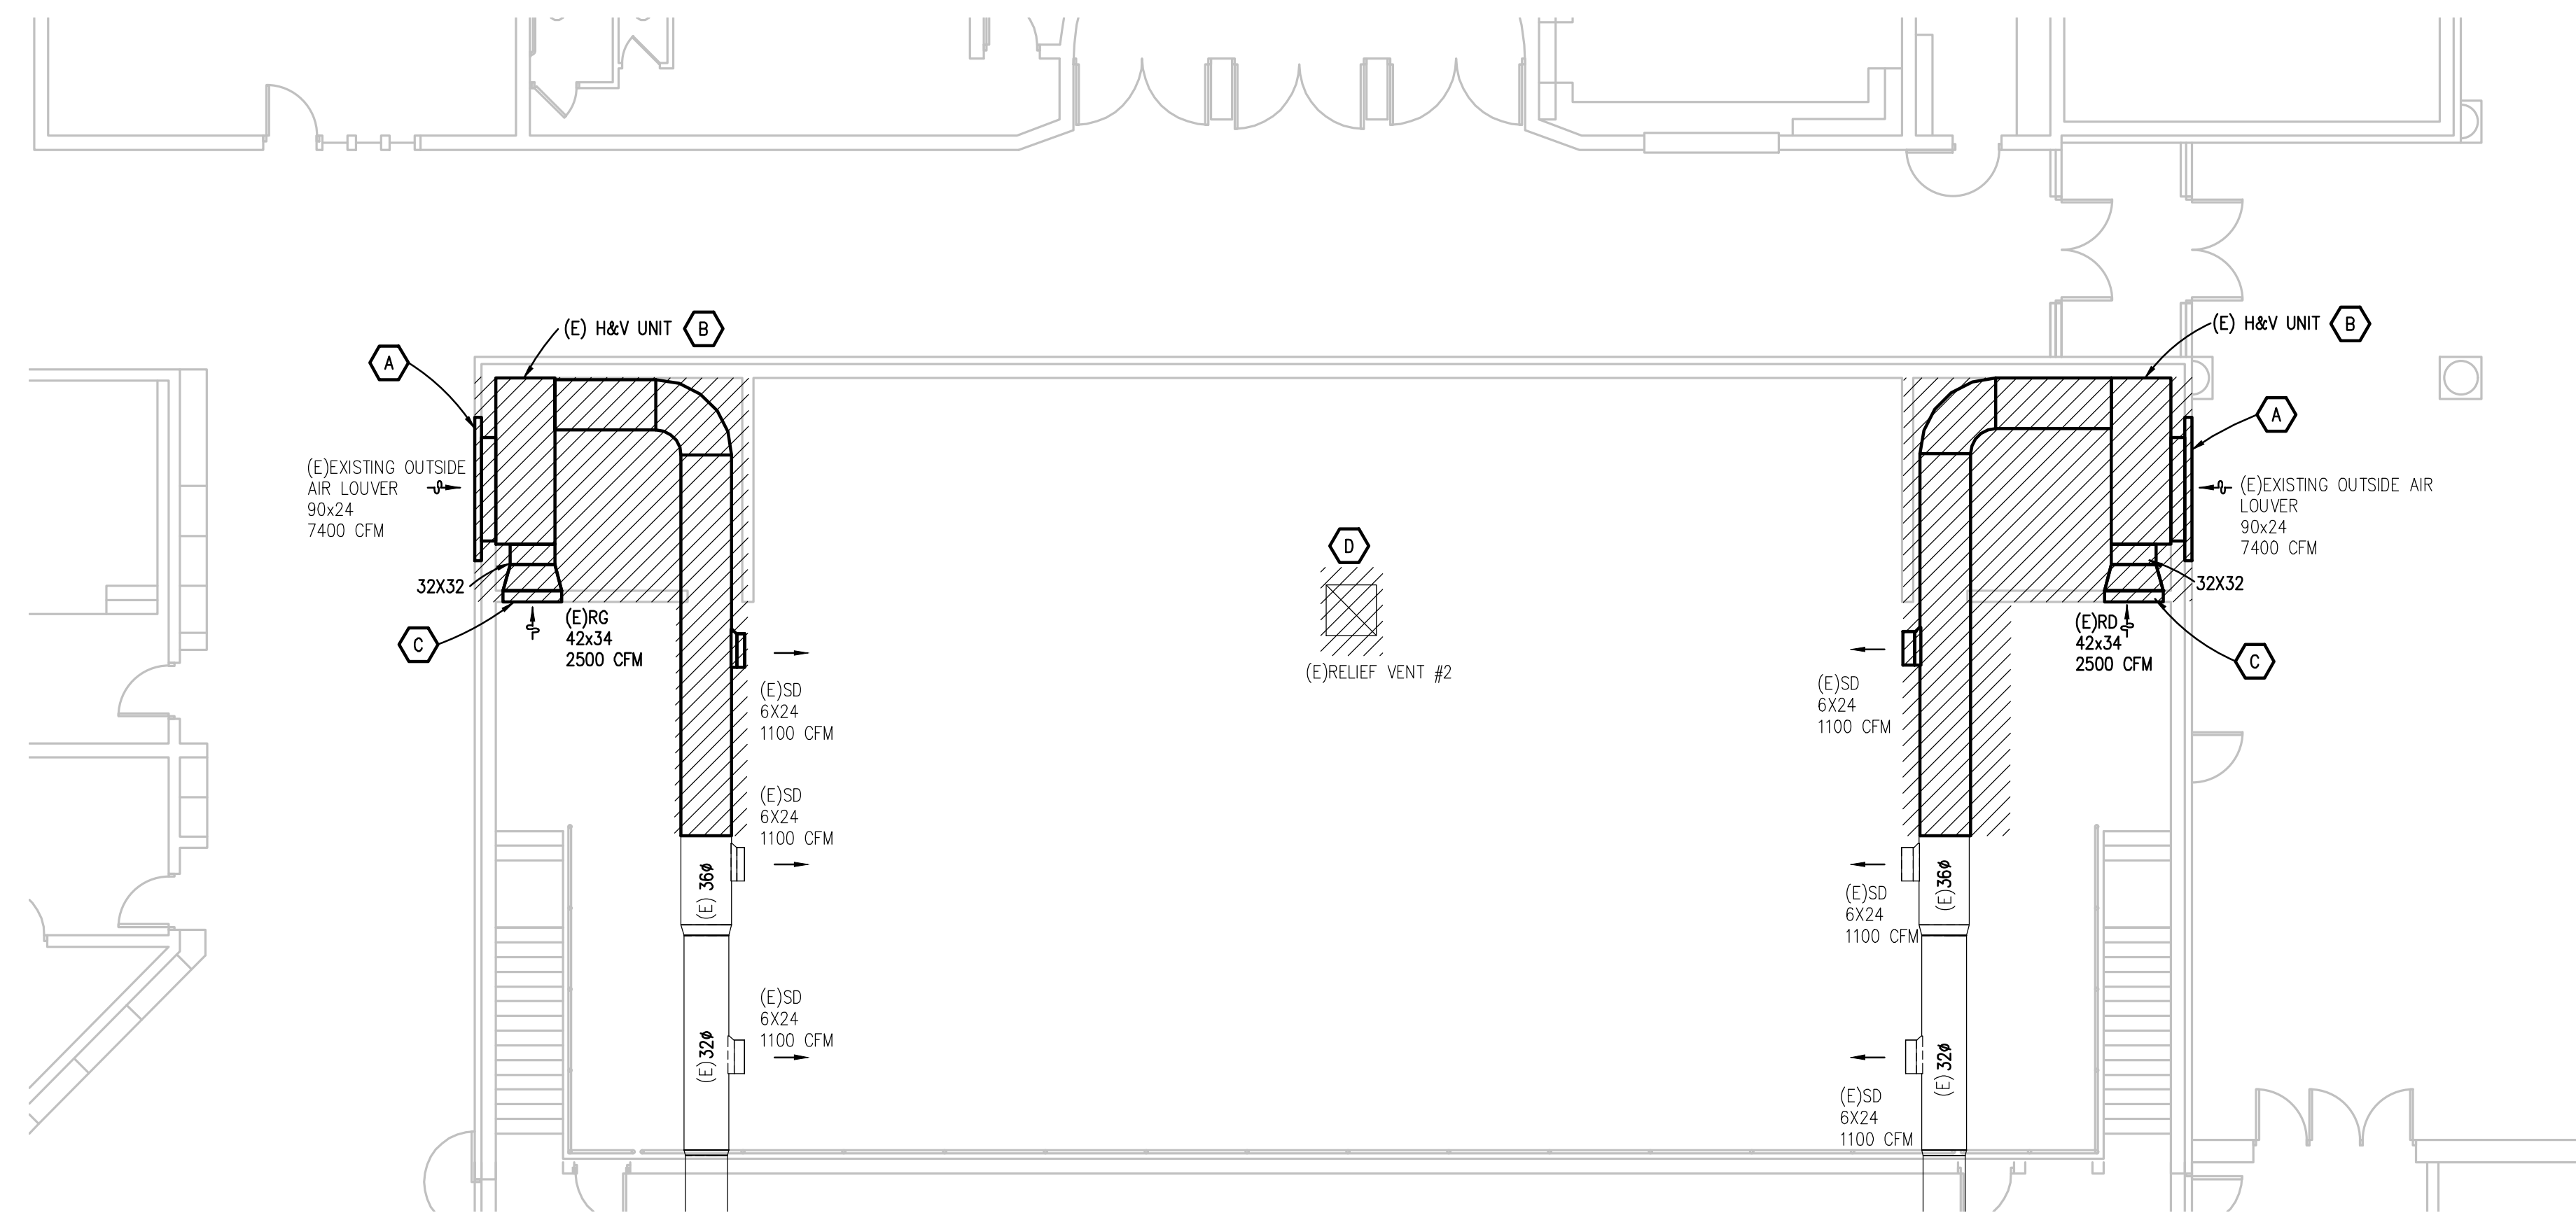 (E) H&V UNIT
B
A
(E)EXISTING OUTSIDE
AIR LOUVER
90x24
7400 CFM
32X32
C
(E)RG
42x34
2500 CFM
(E)SD
6X24
1100 CFM
(E)SD
6X24
1100 CFM
(E) 36ø
(E)SD
6X24
1100 CFM
(E)32ø
D
(E)RELIEF VENT #2
(E) H&V UNIT
B
A
(E)EXISTING OUTSIDE AIR
LOUVER
90x24
7400 CFM
32X32
(E)RD
42x34
2500 CFM
C
(E)SD
6X24
1100 CFM
(E)36ø
(E)SD
6X24
1100 CFM
(E) 32ø
(E)SD
6X24
1100 CFM